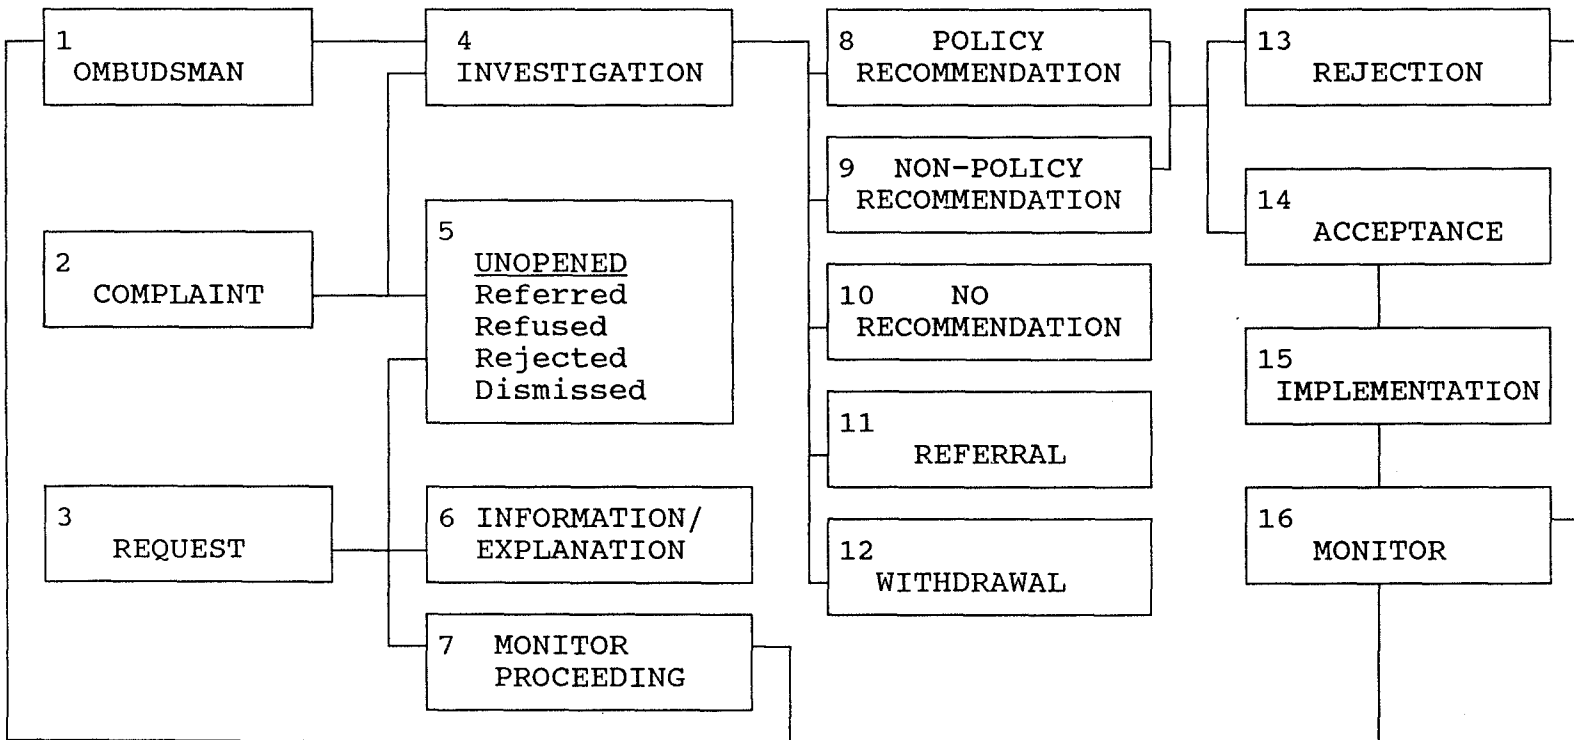 1
OMBUDSMAN
2
COMPLAINT
3
REQUEST
4
INVESTIGATION
5
UNOPENED
Referred
Refused
Rejected
Dismissed
6 INFORMATION/
EXPLANATION
7 MONITOR
PROCEEDING
8 POLICY
RECOMMENDATION
9 NON-POLICY
RECOMMENDATION
10 NO
RECOMMENDATION
11
REFERRAL
12
WITHDRAWAL
13
REJECTION
14
ACCEPTANCE
15
IMPLEMENTATION
16
MONITOR